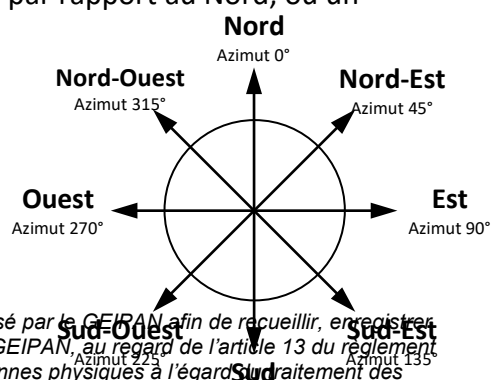 par rapport au Nord, ou un
Nord
Azimut 0°
Nord-Ouest
Azimut 315°
Nord-Est
Azimut 45°
Ouest
Azimut 270°
Est
Azimut 90°
sé par le GEIPAN afin de recueillir, enregistrer
Sud-Ouest
Sud-Est
GEIPAN, au regard de l'article 13 du règlement
Azimut 225°
Azimut 135°
nnes physiques à l'égard du traitement des
Sud